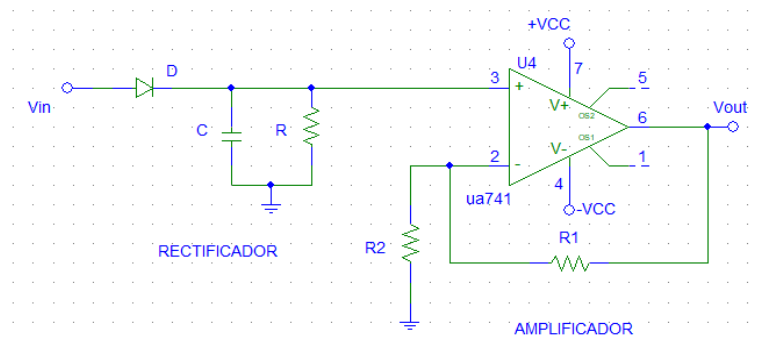 +VCC
U4
7
D
3
+
5
Vin
V+
OS2
6
Vout
C
R
OS1
2
-
V-
1
ua741
4
-VCC
R2
R1
RECTIFICADOR
AMPLIFICADOR